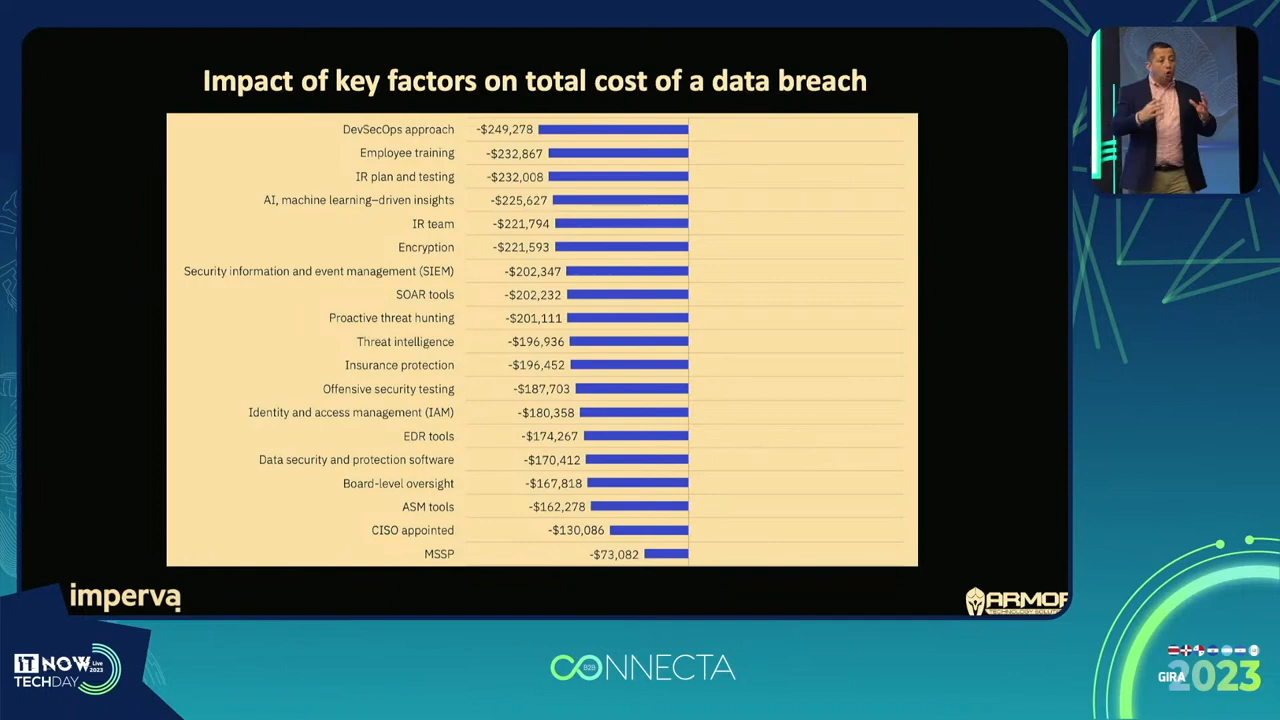 Impact of key factors on total cost of a data breach
DevSecOps approach -$249,278
Employee training -$232,867
IR plan and testing -$232,008
AI, machine learning–driven insights -$225,627
IR team -$221,794
Encryption -$221,593
Security information and event management (SIEM) -$202,347
SOAR tools -$202,232
Proactive threat hunting -$201,111
Threat intelligence -$196,936
Insurance protection -$196,452
Offensive security testing -$187,703
Identity and access management (IAM) -$180,358
EDR tools -$174,267
Data security and protection software -$170,412
Board-level oversight -$167,818
ASM tools -$162,278
CISO appointed -$130,086
MSSP -$73,082
imperva
ARMOR
IT NOW Live 2023
TECHDAY
B2B
CONNECTA
GIRA 2023